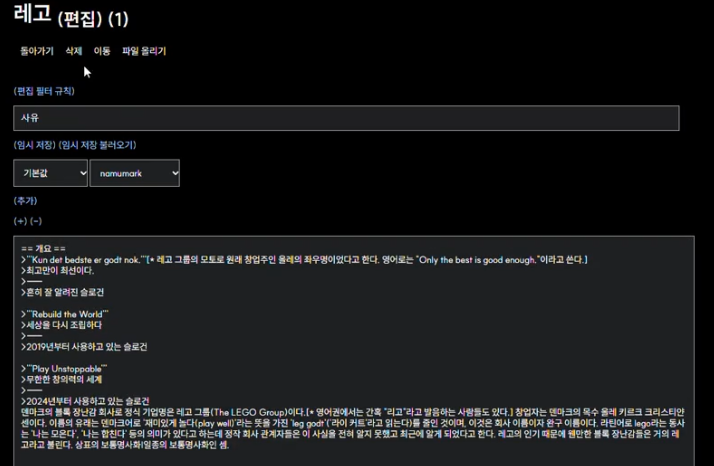 레고 (편집) (1)
돌아가기 삭제 이동 파일 올리기
(편집 필터 규칙)
사유
(임시 저장) (임시 저장 불러오기)
기본값 namumark
(추가)
(+) (-)
== 개요 ==
>'''Kun det bedste er godt nok.'''[* 레고 그룹의 모토로 원래 창업주인 올레의 좌우명이었다고 한다. 영어로는 "Only the best is good enough."이라고 쓴다.]
>최고만이 최선이다.
>----
>흔히 잘 알려진 슬로건
>'''Rebuild the World'''
>세상을 다시 조립하다
>----
>2019년부터 사용하고 있는 슬로건
>'''Play Unstoppable'''
>무한한 창의력의 세계
>----
>2024년부터 사용하고 있는 슬로건
덴마크의 블록 장난감 회사로 정식 기업명은 레고 그룹(The LEGO Group)이다.[* 영어권에서는 간혹 "리고"라고 발음하는 사람들도 있다.] 창업자는 덴마크의 목수 올레 키르크 크리스티얀
센이다. 이름의 유래는 덴마크어로 '재미있게 놀다(play well)'라는 뜻을 가진 'leg godt'('라이 커트'라고 읽는다)를 줄인 것이며, 이것은 회사 이름이자 완구 이름이다. 라틴어로 lego라는 동사
는 '나는 모은다', '나는 합친다' 등의 의미가 있다고 하는데 정작 회사 관계자들은 이 사실을 전혀 알지 못했고 최근에 알게 되었다고 한다. 레고의 인기 때문에 웬만한 블록 장난감들은 거의 레
고라고 불린다. 상표의 보통명사화|일종의 보통명사화인 셈.